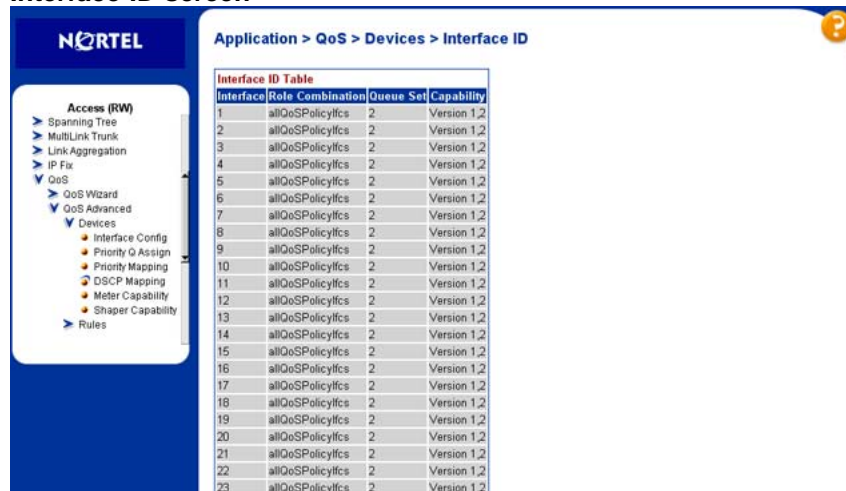 Interface ID screen
NORTEL
Application > QoS > Devices > Interface ID
?
Access (RW)
Spanning Tree
MultiLink Trunk
Link Aggregation
IP Fix
QoS
QoS Wizard
QoS Advanced
Devices
Interface Config
Priority Q Assign
Priority Mapping
DSCP Mapping
Meter Capability
Shaper Capability
Rules
Interface ID Table
Interface Role Combination Queue Set Capability
1 allQoSPolicyIfcs 2 Version 1,2
2 allQoSPolicyIfcs 2 Version 1,2
3 allQoSPolicyIfcs 2 Version 1,2
4 allQoSPolicyIfcs 2 Version 1,2
5 allQoSPolicyIfcs 2 Version 1,2
6 allQoSPolicyIfcs 2 Version 1,2
7 allQoSPolicyIfcs 2 Version 1,2
8 allQoSPolicyIfcs 2 Version 1,2
9 allQoSPolicyIfcs 2 Version 1,2
10 allQoSPolicyIfcs 2 Version 1,2
11 allQoSPolicyIfcs 2 Version 1,2
12 allQoSPolicyIfcs 2 Version 1,2
13 allQoSPolicyIfcs 2 Version 1,2
14 allQoSPolicyIfcs 2 Version 1,2
15 allQoSPolicyIfcs 2 Version 1,2
16 allQoSPolicyIfcs 2 Version 1,2
17 allQoSPolicyIfcs 2 Version 1,2
18 allQoSPolicyIfcs 2 Version 1,2
19 allQoSPolicyIfcs 2 Version 1,2
20 allQoSPolicyIfcs 2 Version 1,2
21 allQoSPolicyIfcs 2 Version 1,2
22 allQoSPolicyIfcs 2 Version 1,2
23 allQoSPolicyIfcs 2 Version 1,2